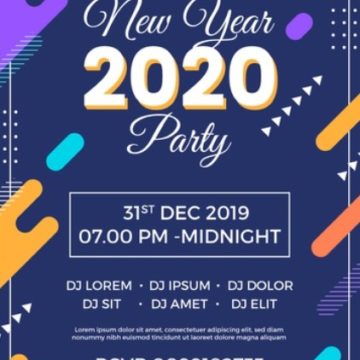 New Year
2020
Party
31ST DEC 2019
07.00 PM -MIDNIGHT
DJ LOREM • DJ IPSUM • DJ DOLOR
DJ SIT • DJ AMET • DJ ELIT
Lorem ipsum dolor sit amet, consectetuer adipiscing elit, sed diam
nonummy nibh euismod tincidunt ut laoreet dolore magna aliquam